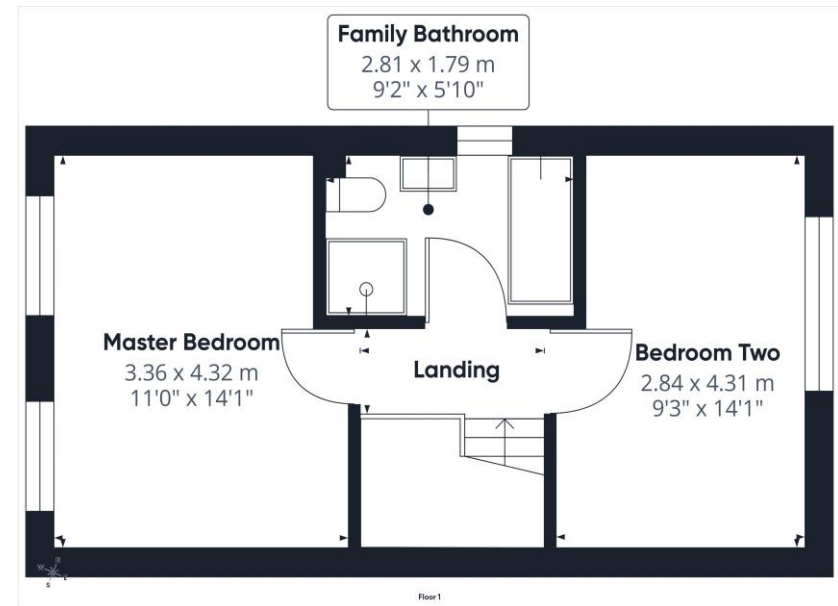 Family Bathroom
2.81 x 1.79 m
9'2" x 5'10"
Master Bedroom
3.36 x 4.32 m
11'0" x 14'1"
Landing
Bedroom Two
2.84 x 4.31 m
9'3" x 14'1"
S
Floor 1